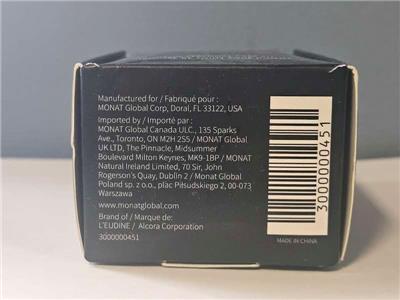 Manufactured for / Fabriqué pour :
MONAT Global Corp, Doral, FL 33122, USA
Imported by / Importé par :
MONAT Global Canada ULC., 135 Sparks
Ave., Toronto, ON M2H 2S5 / MONAT Global
UK LTD, The Pinnacle, Midsummer
Boulevard Milton Keynes, MK9-1BP / MONAT
Natural Ireland Limited, 70 Sir, John
Rogerson's Quay, Dublin 2 / Monat Global
Poland sp. z o.o., plac Piłsudskiego 2, 00-073
Warszawa
www.monatglobal.com
Brand of / Marque de:
L'EUDINE / Alcora Corporation
3000000451
3000000451
MADE IN CHINA